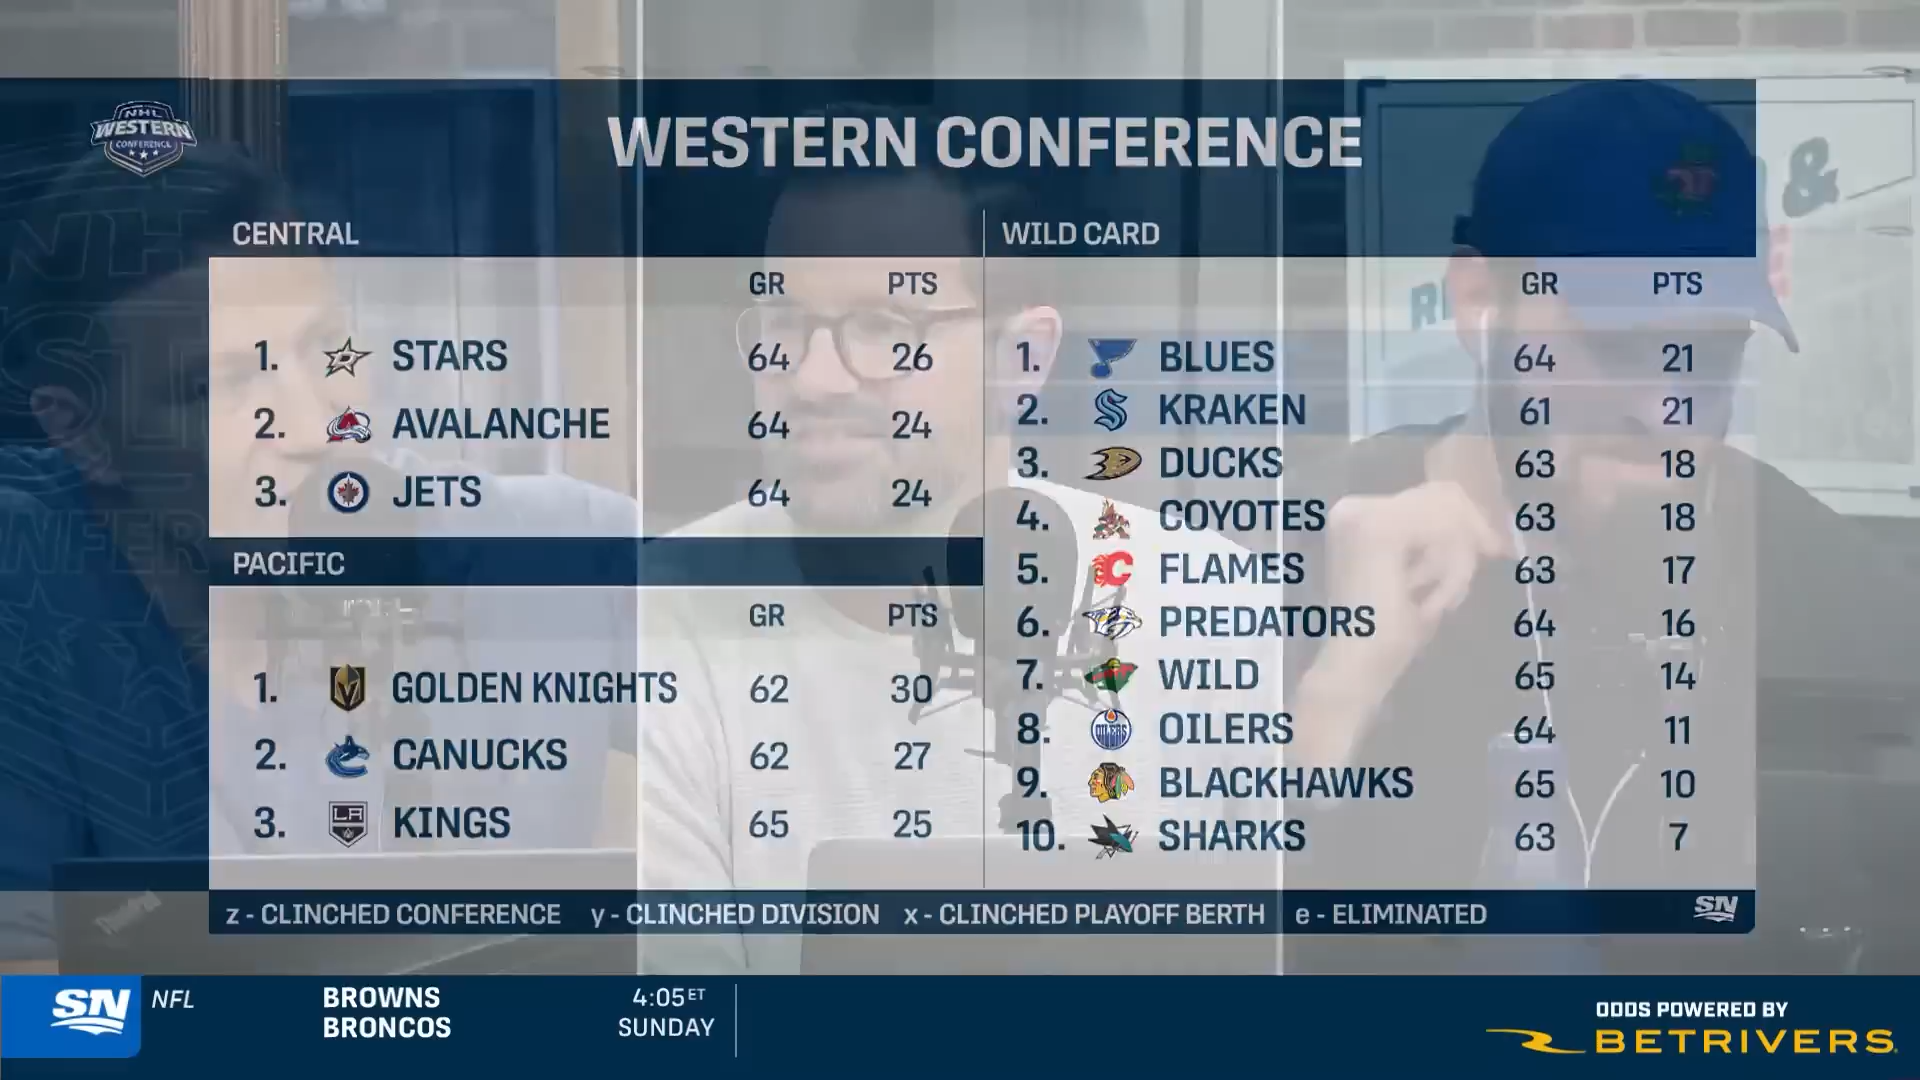 NHL
WESTERN
CONFERENCE
WESTERN CONFERENCE
CENTRAL
GR PTS
1. STARS 64 26
2. AVALANCHE 64 24
3. JETS 64 24
PACIFIC
GR PTS
1. GOLDEN KNIGHTS 62 30
2. CANUCKS 62 27
3. KINGS 65 25
WILD CARD
GR PTS
1. BLUES 64 21
2. KRAKEN 61 21
3. DUCKS 63 18
4. COYOTES 63 18
5. FLAMES 63 17
6. PREDATORS 64 16
7. WILD 65 14
8. OILERS 64 11
9. BLACKHAWKS 65 10
10. SHARKS 63 7
z - CLINCHED CONFERENCE y - CLINCHED DIVISION x - CLINCHED PLAYOFF BERTH e - ELIMINATED
SN
SN NFL BROWNS 4:05 ET
BRONCOS SUNDAY
ODDS POWERED BY
BETRIVERS